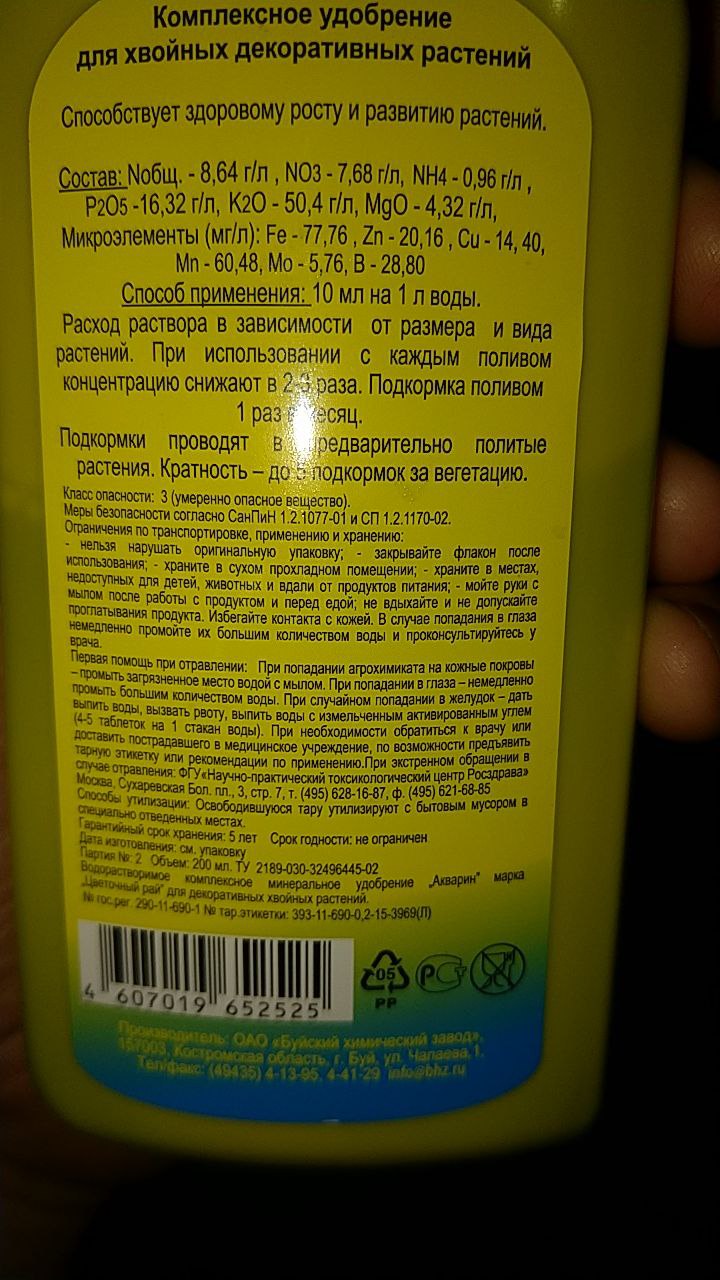 Комплексное удобрение
для хвойных декоративных растений
Способствует здоровому росту и развитию растений.
Состав: Nобщ. - 8,64 г/л , NO3 - 7,68 г/л, NH4 - 0,96 г/л ,
P2O5 -16,32 г/л, K2O - 50,4 г/л, MgO - 4,32 г/л,
Микроэлементы (мг/л): Fe - 77,76 , Zn - 20,16 , Cu - 14, 40,
Mn - 60,48, Mo - 5,76, B - 28,80
Способ применения: 10 мл на 1 л воды.
Расход раствора в зависимости от размера и вида
растений. При использовании с каждым поливом
концентрацию снижают в 2-3 раза. Подкормка поливом
1 раз в месяц.
Подкормки проводят в предварительно политые
растения. Кратность – до 5 подкормок за вегетацию.
Класс опасности: 3 (умеренно опасное вещество).
Меры безопасности согласно СанПиН 1.2.1077-01 и СП 1.2.1170-02.
Ограничения по транспортировке, применению и хранению:
- нельзя нарушать оригинальную упаковку; - закрывайте флакон после
использования; - храните в сухом прохладном помещении; - храните в местах,
недоступных для детей, животных и вдали от продуктов питания; - мойте руки с
мылом после работы с продуктом и перед едой; не вдыхайте и не допускайте
проглатывания продукта. Избегайте контакта с кожей. В случае попадания в глаза
немедленно промойте их большим количеством воды и проконсультируйтесь у
врача.
Первая помощь при отравлении: При попадании агрохимиката на кожные покровы
– промыть загрязненное место водой с мылом. При попадании в глаза – немедленно
промыть большим количеством воды. При случайном попадании в желудок – дать
выпить воды, вызвать рвоту, выпить воды с измельченным активированным углем
(4-5 таблеток на 1 стакан воды). При необходимости обратиться к врачу или
доставить пострадавшего в медицинское учреждение, по возможности предъявить
тарную этикетку или рекомендации по применению.При экстренном обращении в
случае отравления: ФГУ«Научно-практический токсикологический центр Росздрава»
Москва, Сухаревская Бол. пл., 3, стр. 7, т. (495) 628-16-87, ф. (495) 621-68-85
Способы утилизации: Освободившуюся тару утилизируют с бытовым мусором в
специально отведенных местах.
Гарантийный срок хранения: 5 лет Срок годности: не ограничен
Дата изготовления: см. упаковку
Партия №: 2 Объем: 200 мл. ТУ 2189-030-32496445-02
Водорастворимое комплексное минеральное удобрение „Акварин" марка
„Цветочный рай" для декоративных хвойных растений.
№ гос.рег. 290-11-690-1 № тар.этикетки: 393-11-690-0,2-15-3969(Л)
4 607019 652525
05
PP
РСТ
Производитель: ОАО «Буйский химический завод»,
157003, Костромская область, г. Буй, ул. Чапаева,1.
Тел/факс: (49435) 4-13-95, 4-41-29 info@bhz.ru